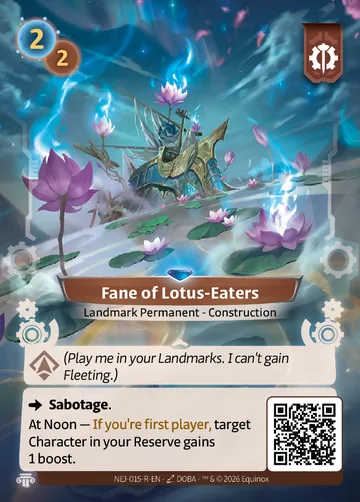 2
2
Fane of Lotus-Eaters
Landmark Permanent - Construction
(Play me in your Landmarks. I can't gain
Fleeting.)
➔ Sabotage.
At Noon — If you're first player, target
Character in your Reserve gains
1 boost.
NEJ-015-R-EN - DOBA - ™ & © 2026 Equinox